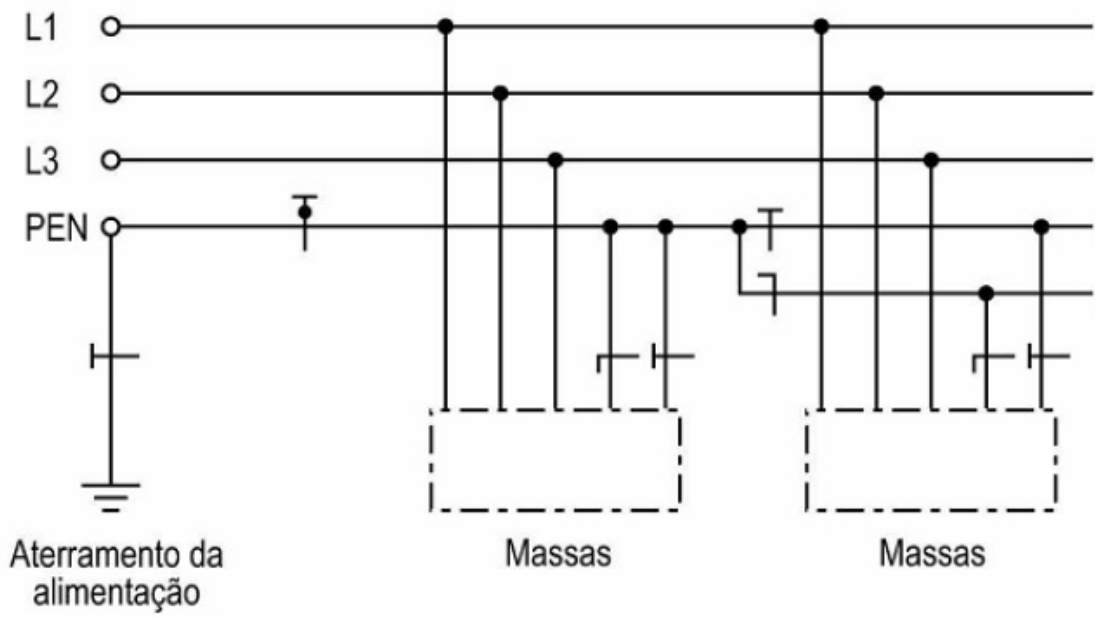 L1
L2
L3
PEN
Aterramento da
alimentação
Massas
Massas